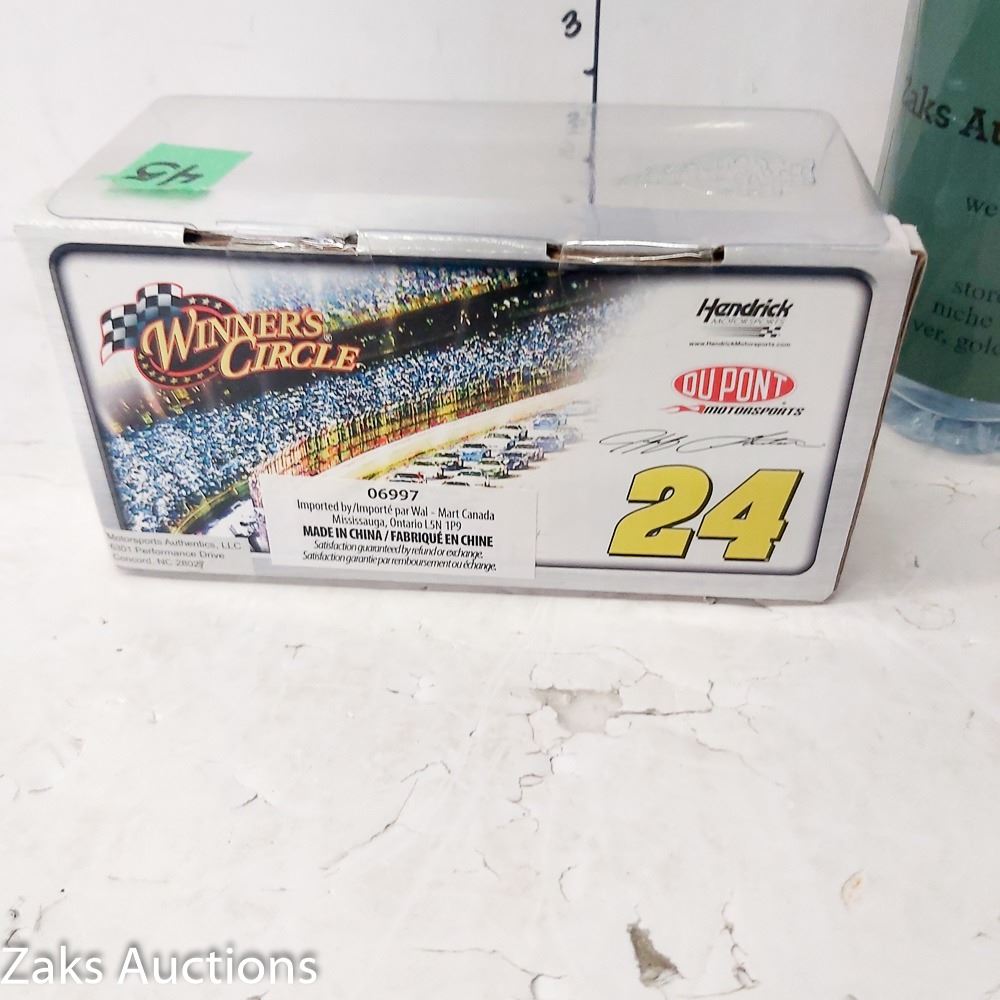 3
45
WINNER'S
CIRCLE
Hendrick
MOTORSPORTS
www.HendrickMotorsports.com
DU PONT
MOTORSPORTS
24
06997
Imported by/Importé par Wal - Mart Canada
Mississauga, Ontario L5N 1P9
MADE IN CHINA / FABRIQUÉ EN CHINE
Satisfaction guaranteed by refund or exchange.
Satisfaction garantie par remboursement ou échange.
Motorsports Authentics, LLC
6301 Performance Drive
Concord, NC 28027
Zaks Au
we
stor
niche
ver, gold
Zaks Auctions